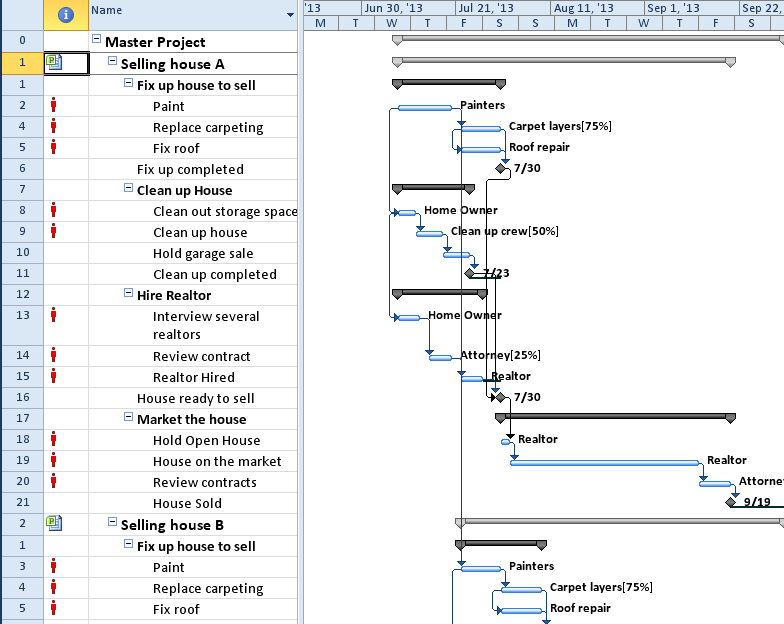 Name
'13 Jun 30, '13 Jul 21, '13 Aug 11, '13 Sep 1, '13 Sep 22,
M T W T F S S M T W T F S
0 Master Project
1 Selling house A
1 Fix up house to sell
2 Paint Painters
4 Replace carpeting Carpet layers[75%]
5 Fix roof Roof repair
6 Fix up completed 7/30
7 Clean up House
8 Clean out storage space Home Owner
9 Clean up house Clean up crew[50%]
10 Hold garage sale
11 Clean up completed 7/23
12 Hire Realtor
13 Interview several Home Owner
realtors
14 Review contract Attorney[25%]
15 Realtor Hired Realtor
16 House ready to sell 7/30
17 Market the house
18 Hold Open House Realtor
19 House on the market Realtor
20 Review contracts Attorney
21 House Sold 9/19
2 Selling house B
1 Fix up house to sell
3 Paint Painters
4 Replace carpeting Carpet layers[75%]
5 Fix roof Roof repair